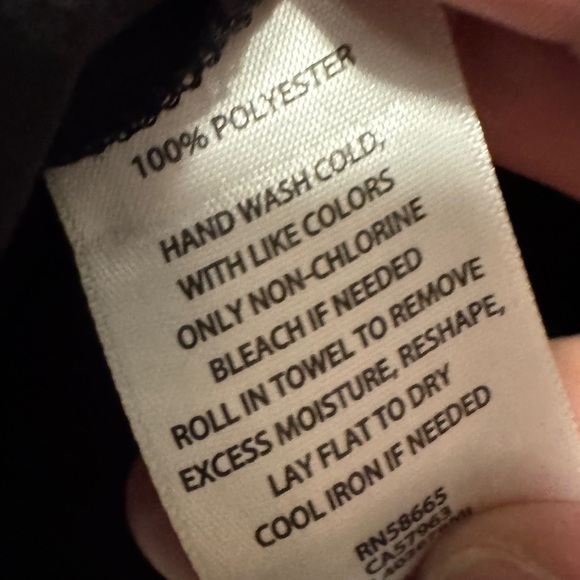 100% POLYESTER
HAND WASH COLD,
WITH LIKE COLORS
ONLY NON-CHLORINE
BLEACH IF NEEDED
ROLL IN TOWEL TO REMOVE
EXCESS MOISTURE, RESHAPE,
LAY FLAT TO DRY
COOL IRON IF NEEDED
RN58665
CA57963